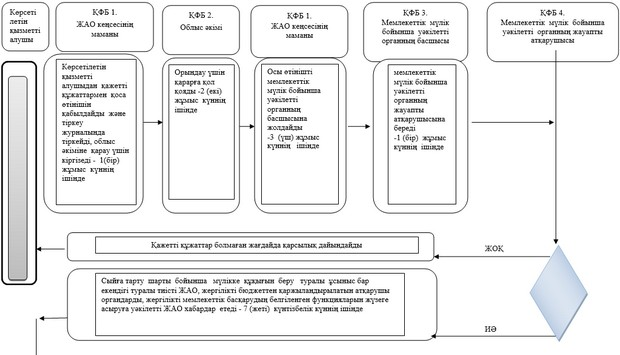 Көрсеті
летін
қызметті
алушы
ҚФБ 1.
ЖАО кеңсесінің
маманы
ҚФБ 2.
Облыс әкімі
ҚФБ 1.
ЖАО кеңсесінің
маманы
ҚФБ 3.
Мемлекеттік мүлік
бойынша уәкілетті
органның басшысы
ҚФБ 4,
Мемлекеттік мүлік бойынша
уәкілетті органның жауапты
атқарушысы
Көрсетілетін
қызметті
алушыдан қажетті
құжаттармен қоса
өтінішін
қабылдайды және
тіркеу
журналында
тіркейді, облыс
әкіміне қарау үшін
кіргізеді - 1(бір)
жұмыс күннің
ішінде
Орындау үшін
қарарға қол
қояды -2 (екі)
жұмыс күннің
ішінде
Осы өтінішті
мемлекеттік
мүлік бойынша
уәкілетті
органның
басшысына
жолдайды
-3 (үш) жұмыс
күннің ішінде
мемлекеттік
мүлік бойынша
уәкілетті
органның
жауапты
атқарушысына
береді
-1 (бір) жұмыс
күннің ішінде
Қажетті құжаттар болмаған жағдайда қарсылық дайындайды
ЖОҚ
Сыйға тарту шарты бойынша мүлікке құқығын беру туралы ұсыныс бар
екендігі туралы тиісті ЖАО, жергілікті бюджеттен қаржыландырылатын атқарушы
органдарды, жергілікті мемлекеттік басқарудың белгіленген функцияларын жүзеге
асыруға уәкілетті ЖАО хабардар етеді - 7 (жеті) күнтізбелік күннің ішінде
ИӘ